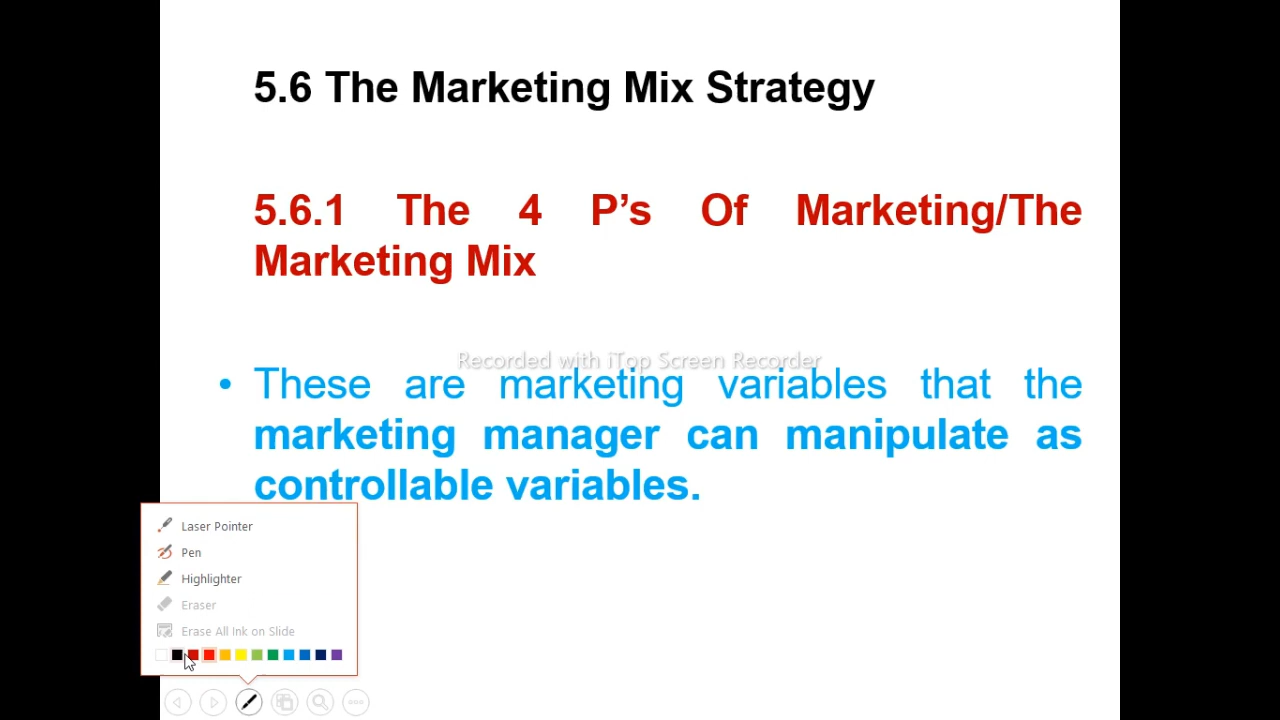 5.6 The Marketing Mix Strategy
5.6.1 The 4 P’s Of Marketing/The
Marketing Mix
Recorded with iTop Screen Recorder
• These are marketing variables that the
marketing manager can manipulate as
controllable variables.
Laser Pointer
Pen
Highlighter
Eraser
Erase All Ink on Slide